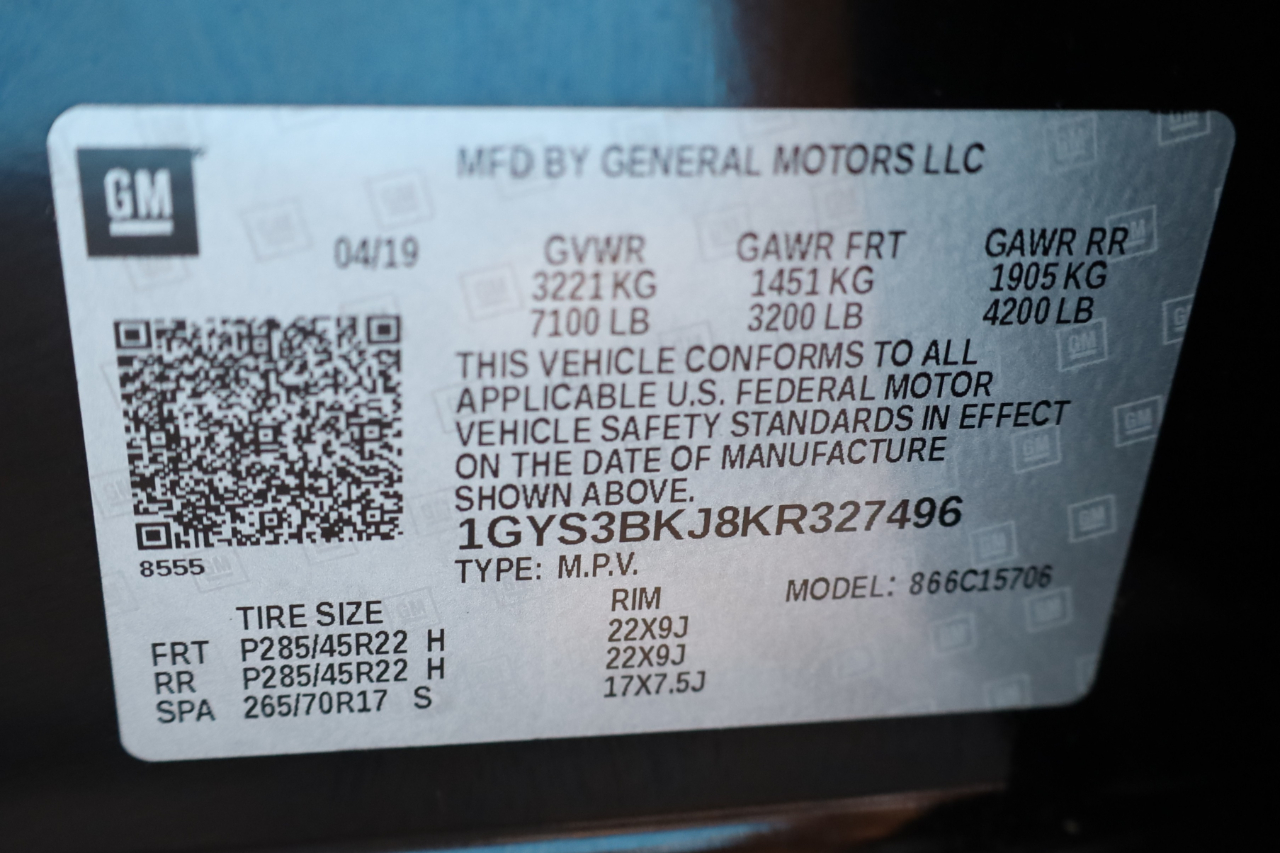 GM
MFD BY GENERAL MOTORS LLC
04/19
GVWR GAWR FRT GAWR RR
3221 KG 1451 KG 1905 KG
7100 LB 3200 LB 4200 LB
THIS VEHICLE CONFORMS TO ALL
APPLICABLE U.S. FEDERAL MOTOR
VEHICLE SAFETY STANDARDS IN EFFECT
ON THE DATE OF MANUFACTURE
SHOWN ABOVE.
1GYS3BKJ8KR327496
8555
TYPE: M.P.V.
MODEL: 866C15706
TIRE SIZE RIM
FRT P285/45R22 H 22X9J
RR P285/45R22 H 22X9J
SPA 265/70R17 S 17X7.5J